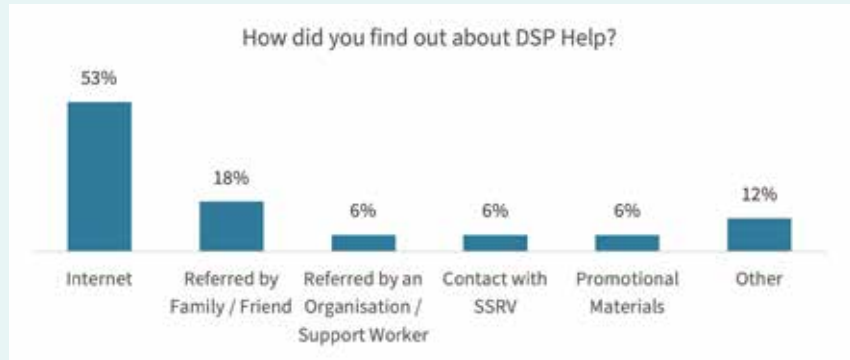 How did you find out about DSP Help?
53%
18%
6%
6%
6%
12%
Internet
Referred by
Family / Friend
Referred by an
Organisation /
Support Worker
Contact with
SSRV
Promotional
Materials
Other